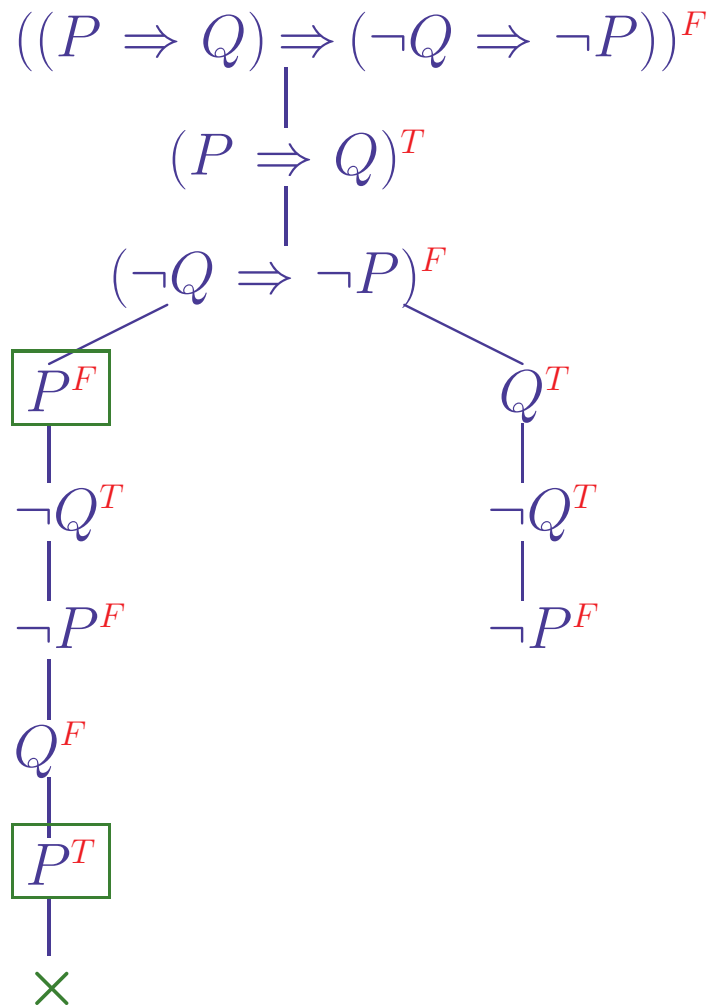 ((P ⇒ Q) ⇒ (¬Q ⇒ ¬P))^F
(P ⇒ Q)^T
(¬Q ⇒ ¬P)^F
P^F Q^T
¬Q^T ¬Q^T
¬P^F ¬P^F
Q^F
P^T
×